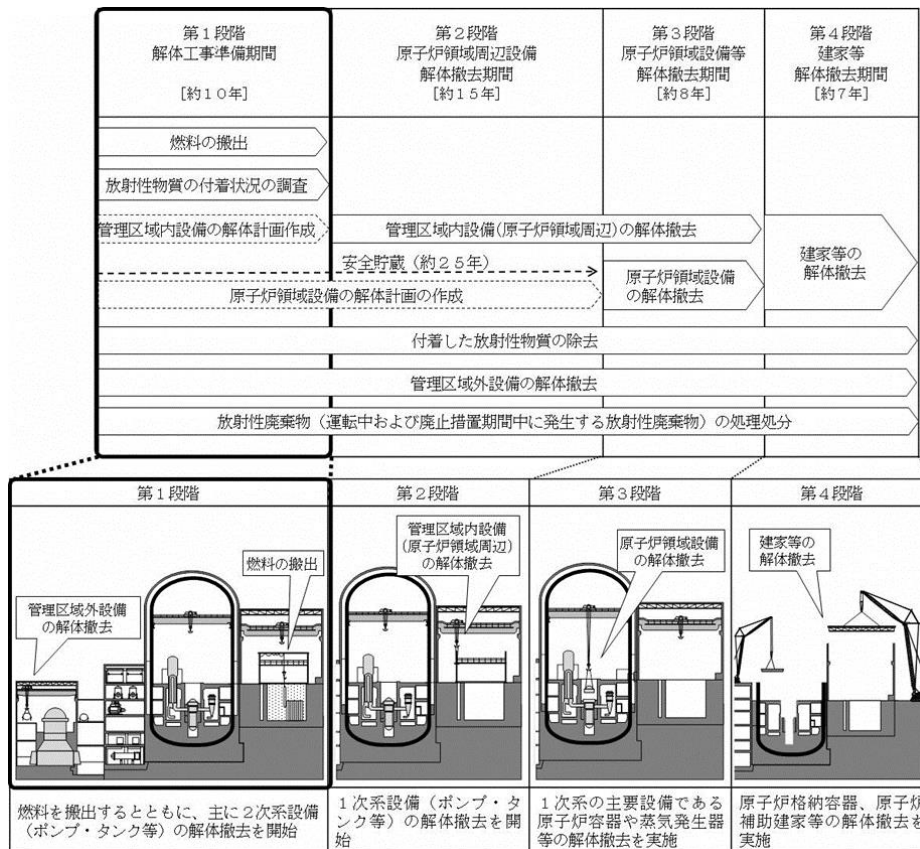 第1段階
解体工事準備期間
[約10年]
第2段階
原子炉領域周辺設備
解体撤去期間
[約15年]
第3段階
原子炉領域設備等
解体撤去期間
[約8年]
第4段階
建家等
解体撤去期間
[約7年]
燃料の搬出
放射性物質の付着状況の調査
管理区域内設備の解体計画作成
管理区域内設備(原子炉領域周辺)の解体撤去
安全貯蔵(約25年)
原子炉領域設備の解体計画の作成
原子炉領域設備
の解体撤去
建家等の
解体撤去
付着した放射性物質の除去
管理区域外設備の解体撤去
放射性廃棄物(運転中および廃止措置期間中に発生する放射性廃棄物)の処理処分
第1段階
管理区域外設備
の解体撤去
燃料の搬出
燃料を搬出するとともに、主に2次系設備
(ポンプ・タンク等)の解体撤去を開始
第2段階
管理区域内設備
(原子炉領域周辺)
の解体撤去
1次系設備(ポンプ・タ
ンク等)の解体撤去を開
始
第3段階
原子炉領域設備
の解体撤去
1次系の主要設備である
原子炉容器や蒸気発生器
等の解体撤去を実施
第4段階
建家等の
解体撤去
原子炉格納容器、原子炉
補助建家等の解体撤去を
実施